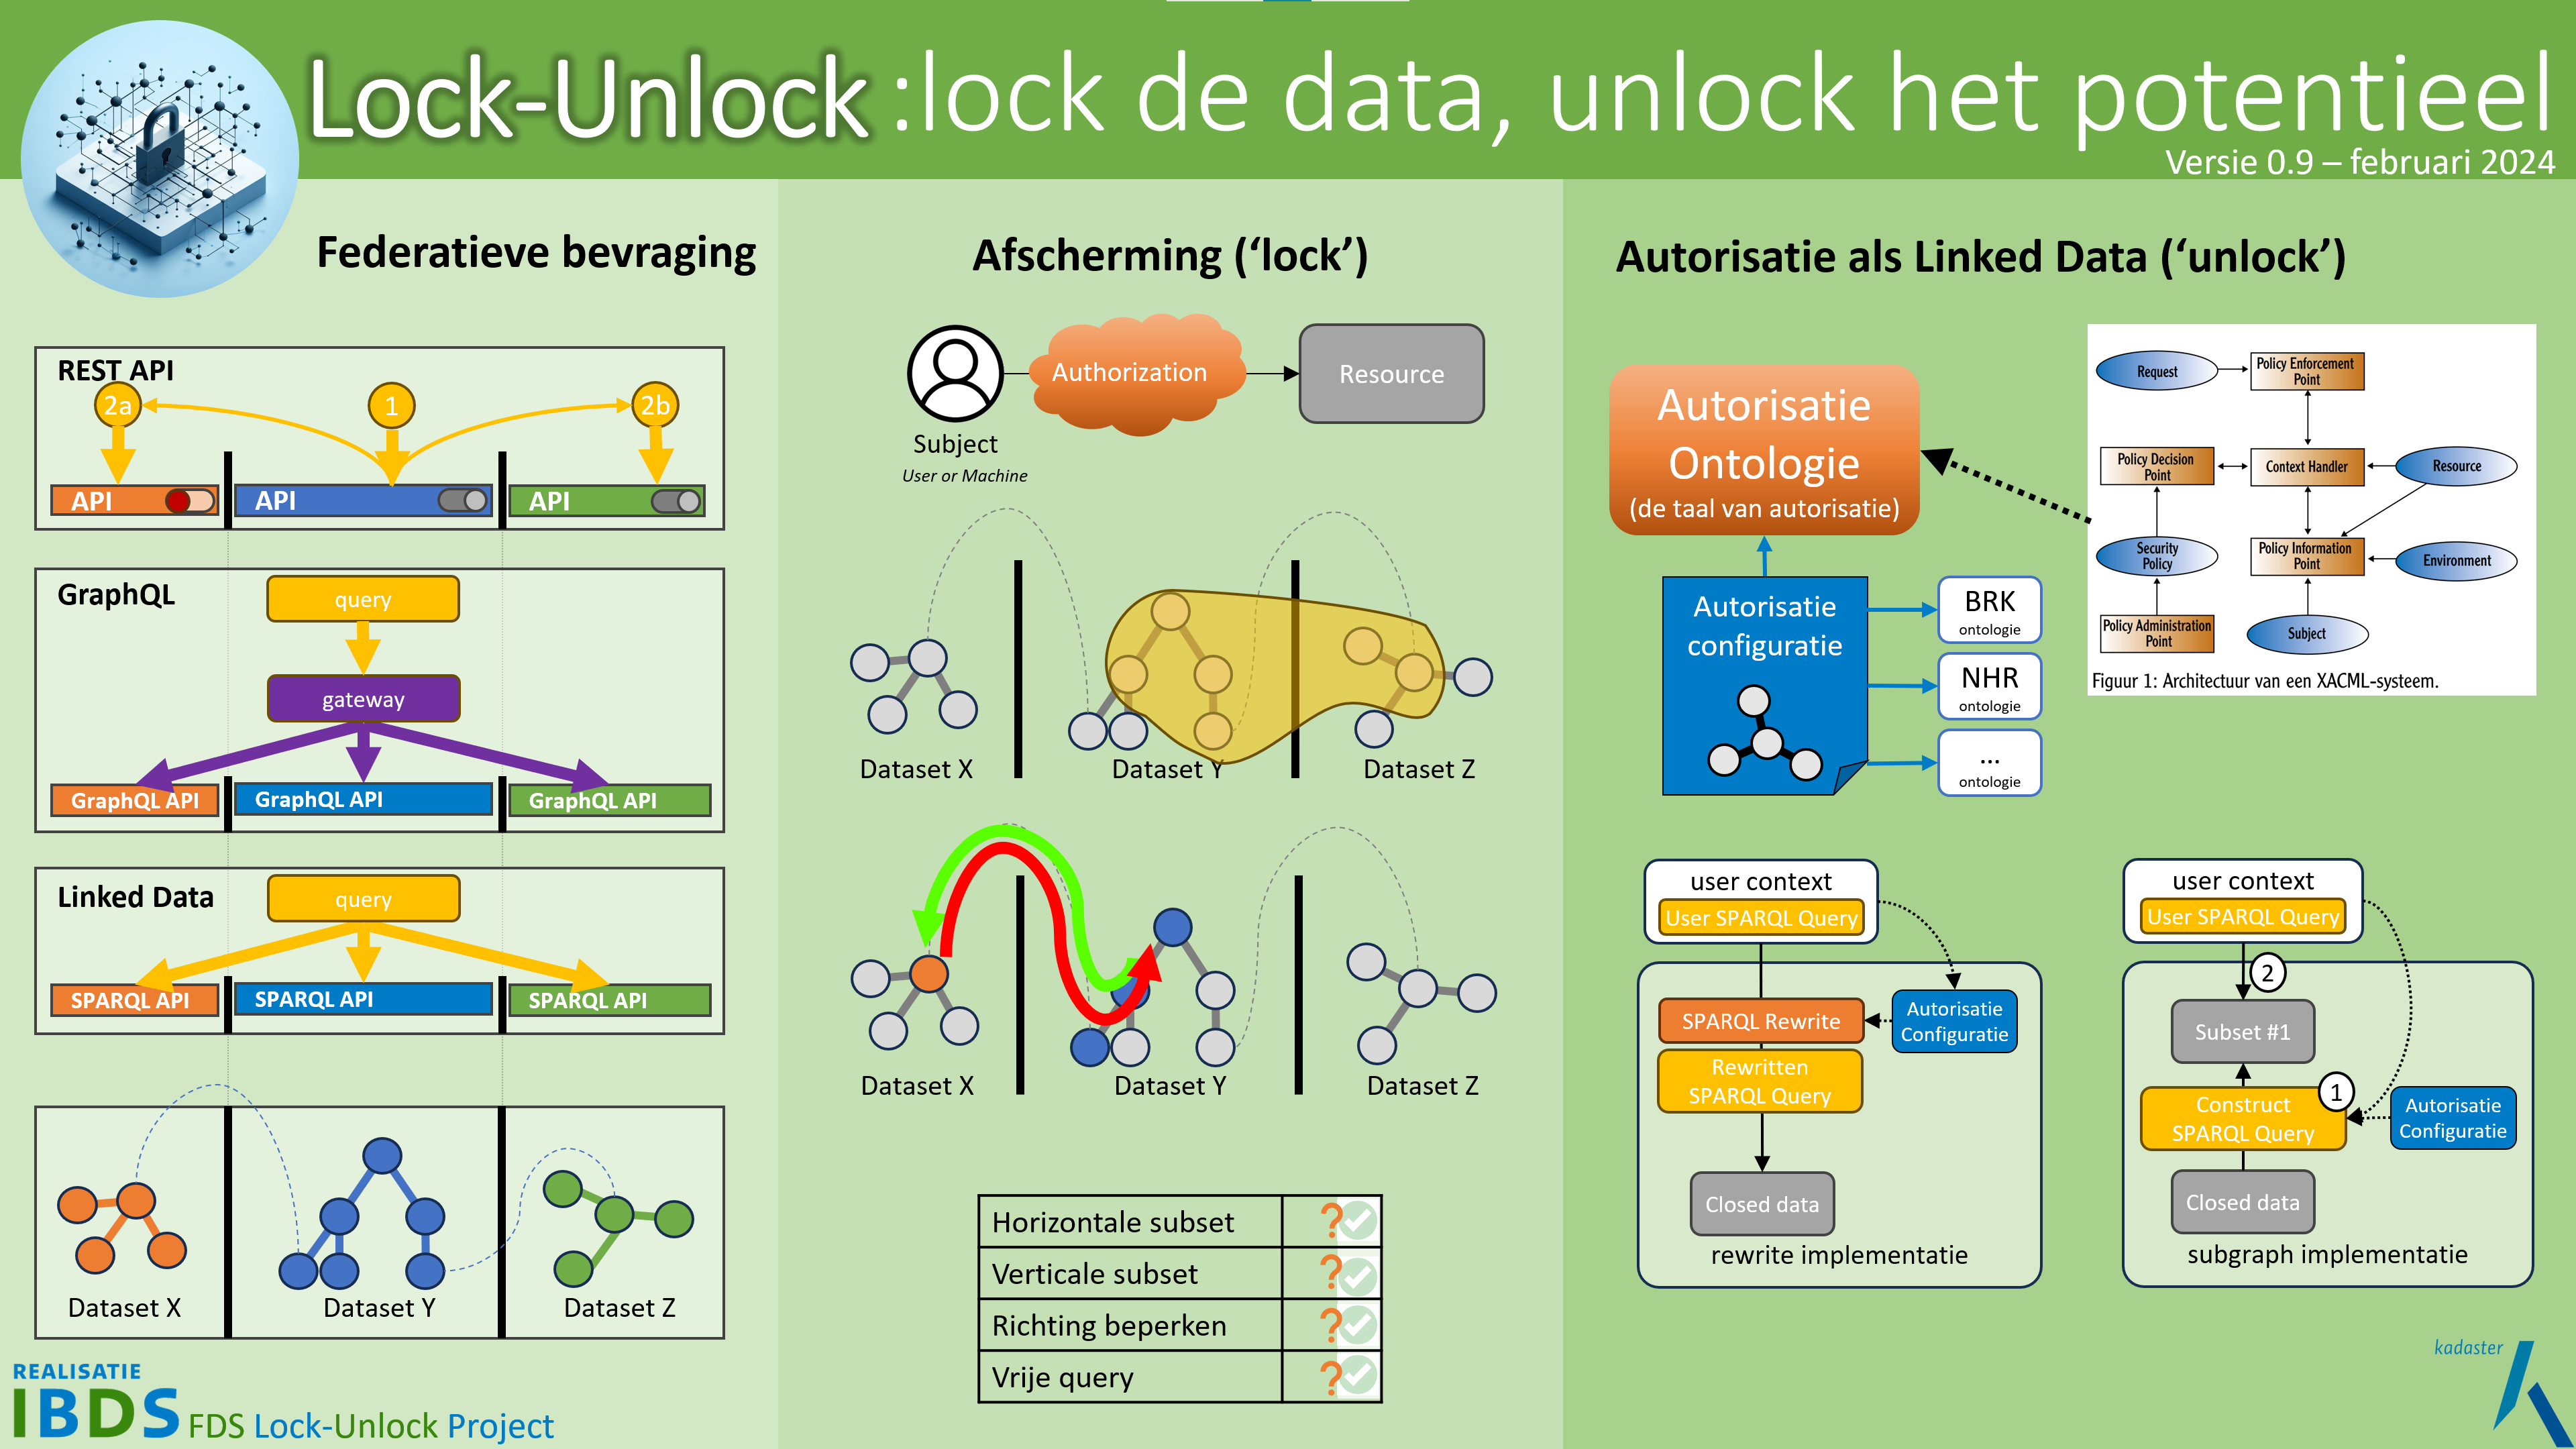 Lock-Unlock :lock de data, unlock het potentieel
Versie 0.9 – februari 2024
Federatieve bevraging
REST API
2a
1
2b
API
API
API
GraphQL
query
gateway
GraphQL API
GraphQL API
GraphQL API
Linked Data
query
SPARQL API
SPARQL API
SPARQL API
Dataset X
Dataset Y
Dataset Z
REALISATIE
IBDS FDS Lock-Unlock Project
Afscherming (‘lock’)
Authorization
Resource
Subject
User or Machine
Dataset X
Dataset Y
Dataset Z
Dataset X
Dataset Y
Dataset Z
Horizontale subset ?
Verticale subset ?
Richting beperken ?
Vrije query ?
Autorisatie als Linked Data (‘unlock’)
Autorisatie
Ontologie
(de taal van autorisatie)
Autorisatie
configuratie
BRK
ontologie
NHR
ontologie
...
ontologie
Request
Policy Enforcement
Point
Policy Decision
Point
Context Handler
Resource
Security
Policy
Policy Information
Point
Environment
Policy Administration
Point
Subject
Figuur 1: Architectuur van een XACML-systeem.
user context
User SPARQL Query
SPARQL Rewrite
Autorisatie
Configuratie
Rewritten
SPARQL Query
Closed data
rewrite implementatie
user context
User SPARQL Query
2
Subset #1
1
Construct
SPARQL Query
Autorisatie
Configuratie
Closed data
subgraph implementatie
kadaster